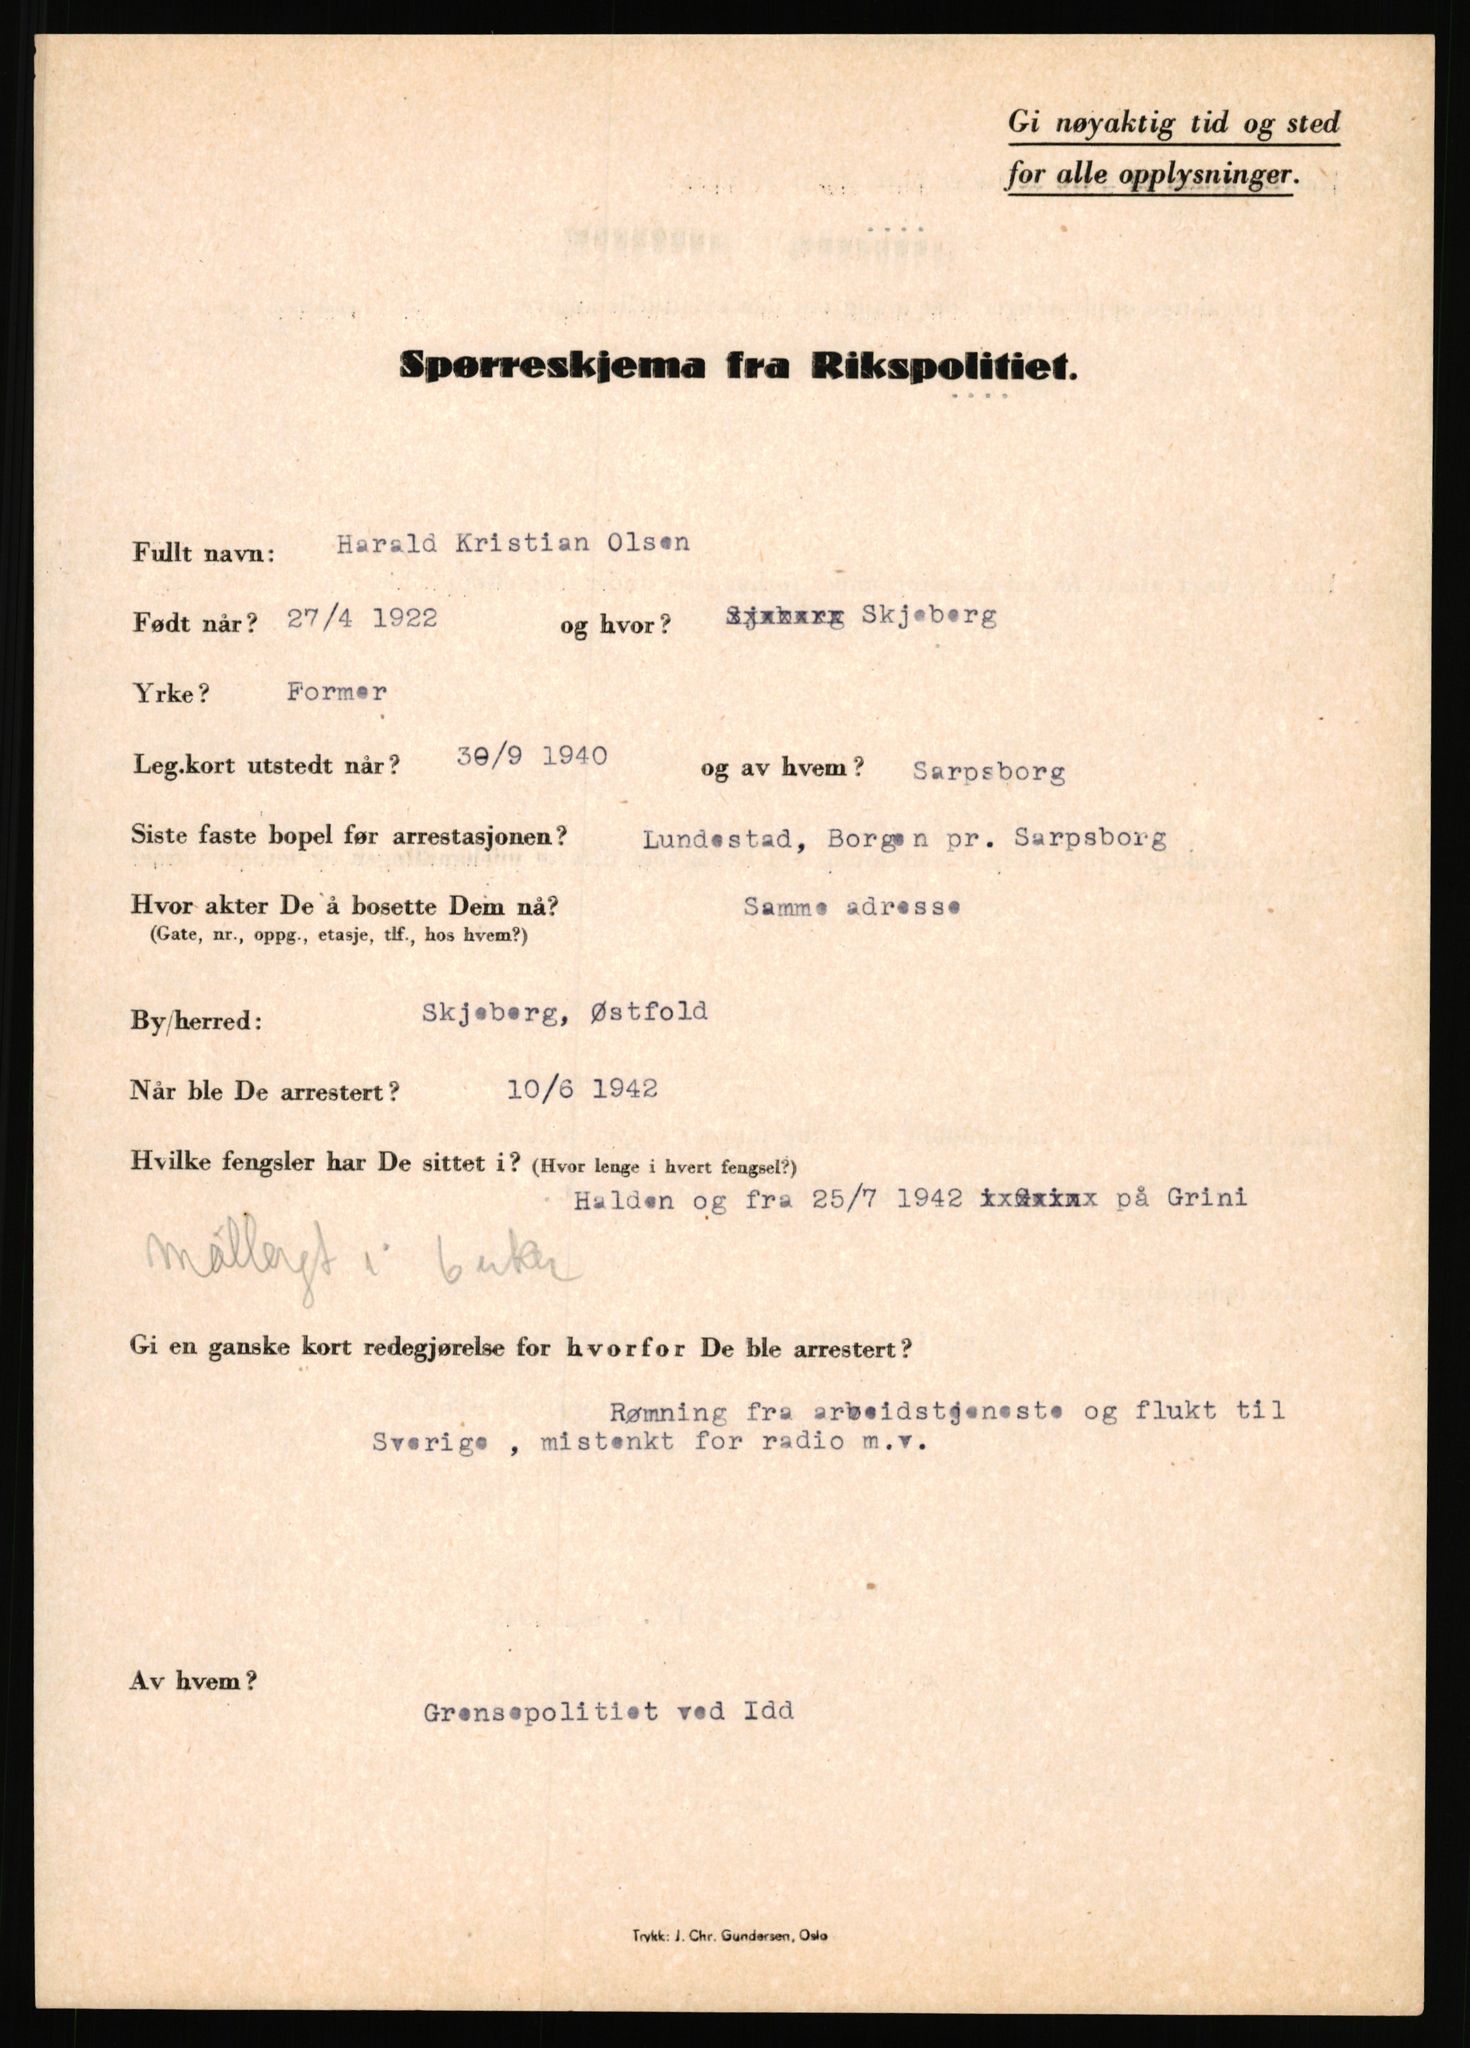 Gi nøyaktig tid og sted
for alle opplysninger.
Spørreskjema fra Rikspolitiet.
Fullt navn: Harald Kristian Olsen
Født når? 27/4 1922 og hvor? Skjeberg
Yrke? Former
Leg.kort utstedt når? 30/9 1940 og av hvem? Sarpsborg
Siste faste bopel før arrestasjonen? Lundestad, Borgen pr. Sarpsborg
Hvor akter De å bosette Dem nå? Samme adresse
(Gate, nr., oppg., etasje, tlf., hos hvem?)
By/herred: Skjeberg, Østfold
Når ble De arrestert? 10/6 1942
Hvilke fengsler har De sittet i? (Hvor lenge i hvert fengsel?)
Halden og fra 25/7 1942 på Grini
i
Gi en ganske kort redegjørelse for hvorfor De ble arrestert?
Rømning fra arbeidstjeneste og flukt til
Sverige , mistenkt for radio m.v.
Av hvem?
Grensepolitiet ved Idd
Trykk: J. Chr. Gundersen, Oslo